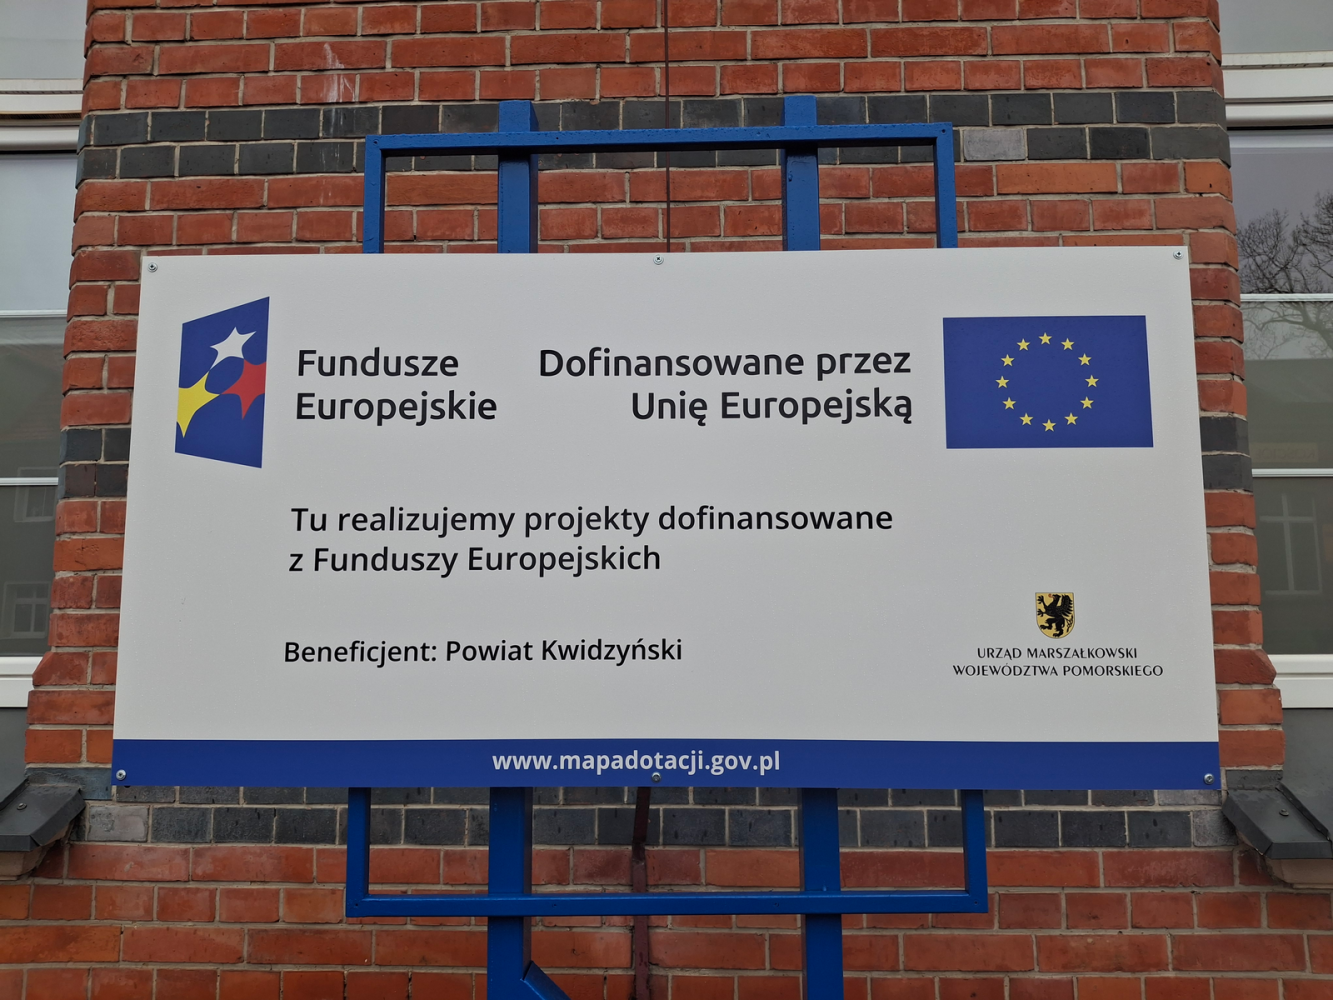 Fundusze
Europejskie
Dofinansowane przez
Unię Europejską
Tu realizujemy projekty dofinansowane
z Funduszy Europejskich
Beneficjent: Powiat Kwidzyński
URZĄD MARSZAŁKOWSKI
WOJEWÓDZTWA POMORSKIEGO
www.mapadotacji.gov.pl